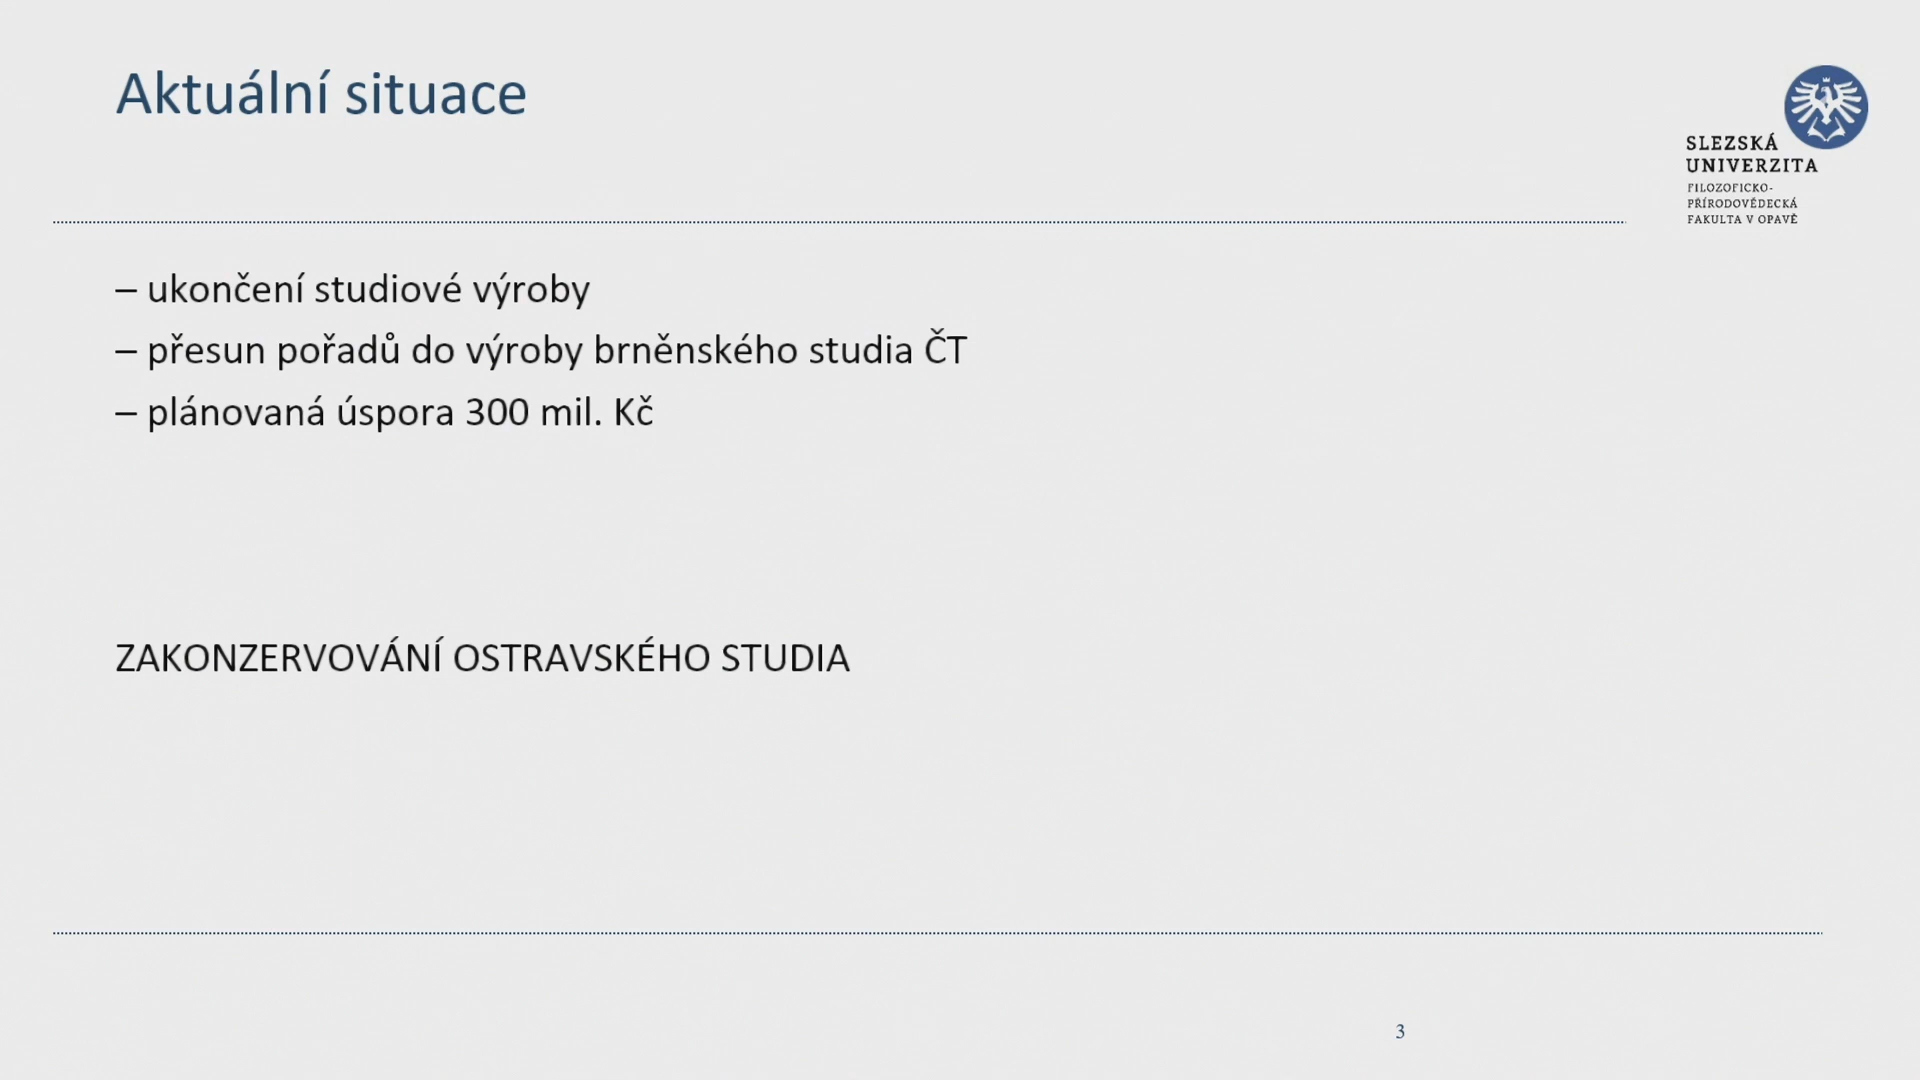 Aktuální situace
SLEZSKÁ
UNIVERZITA
FILOZOFICKO-
PŘÍRODOVĚDECKÁ
FAKULTA V OPAVĚ
– ukončení studiové výroby
– přesun pořadů do výroby brněnského studia ČT
– plánovaná úspora 300 mil. Kč
ZAKONZERVOVÁNÍ OSTRAVSKÉHO STUDIA
3